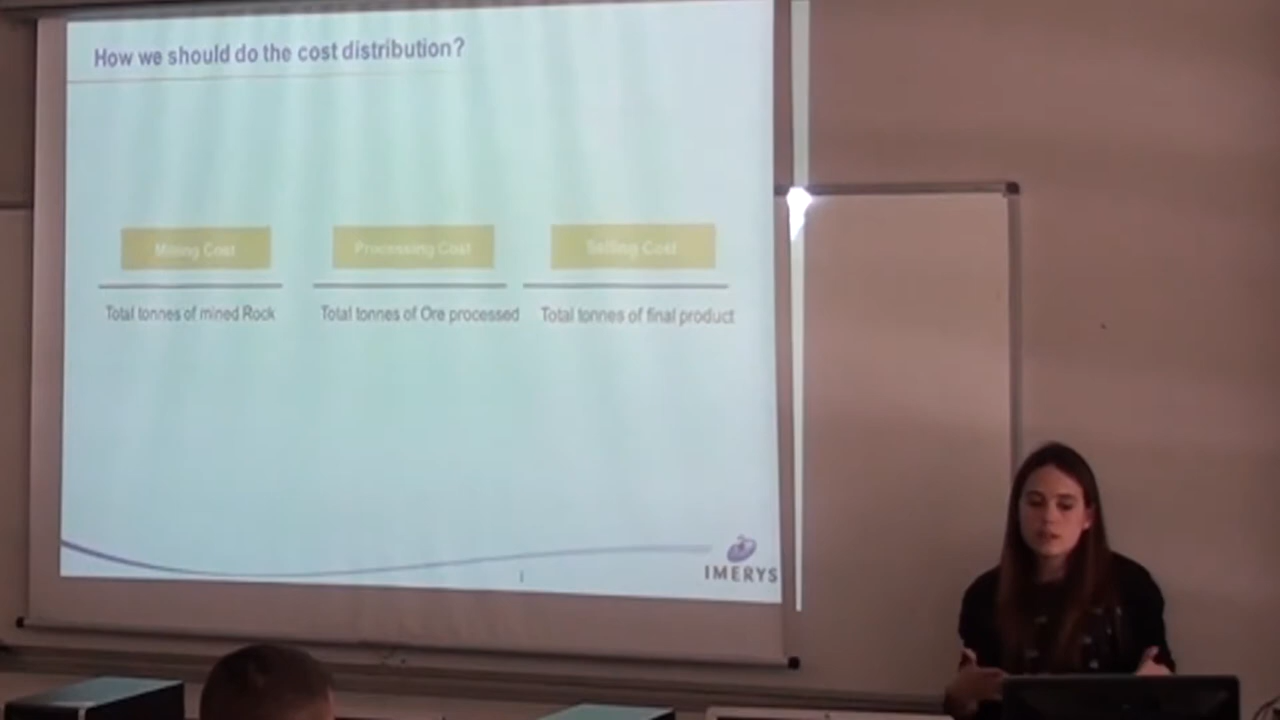 How we should do the cost distribution?
Mining Cost
Processing Cost
Selling Cost
Total tonnes of mined Rock
Total tonnes of Ore processed
Total tonnes of final product
IMERYS